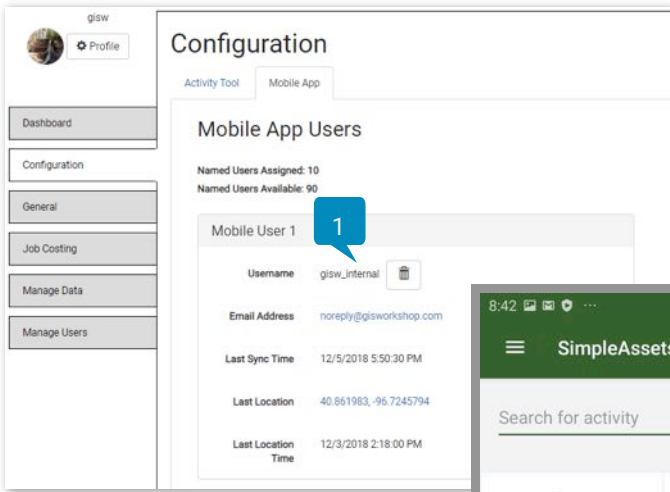 gisw
Profile
Configuration
Activity Tool
Mobile App
Dashboard
Configuration
General
Job Costing
Manage Data
Manage Users
Mobile App Users
Named Users Assigned: 10
Named Users Available: 90
Mobile User 1
1
Username gisw_internal
Email Address noreply@gisworkshop.com
Last Sync Time 12/5/2018 5:50:30 PM
Last Location 40.861983, -96.7245794
Last Location
Time 12/3/2018 2:18:00 PM
8:42
SimpleAssets
Search for activity